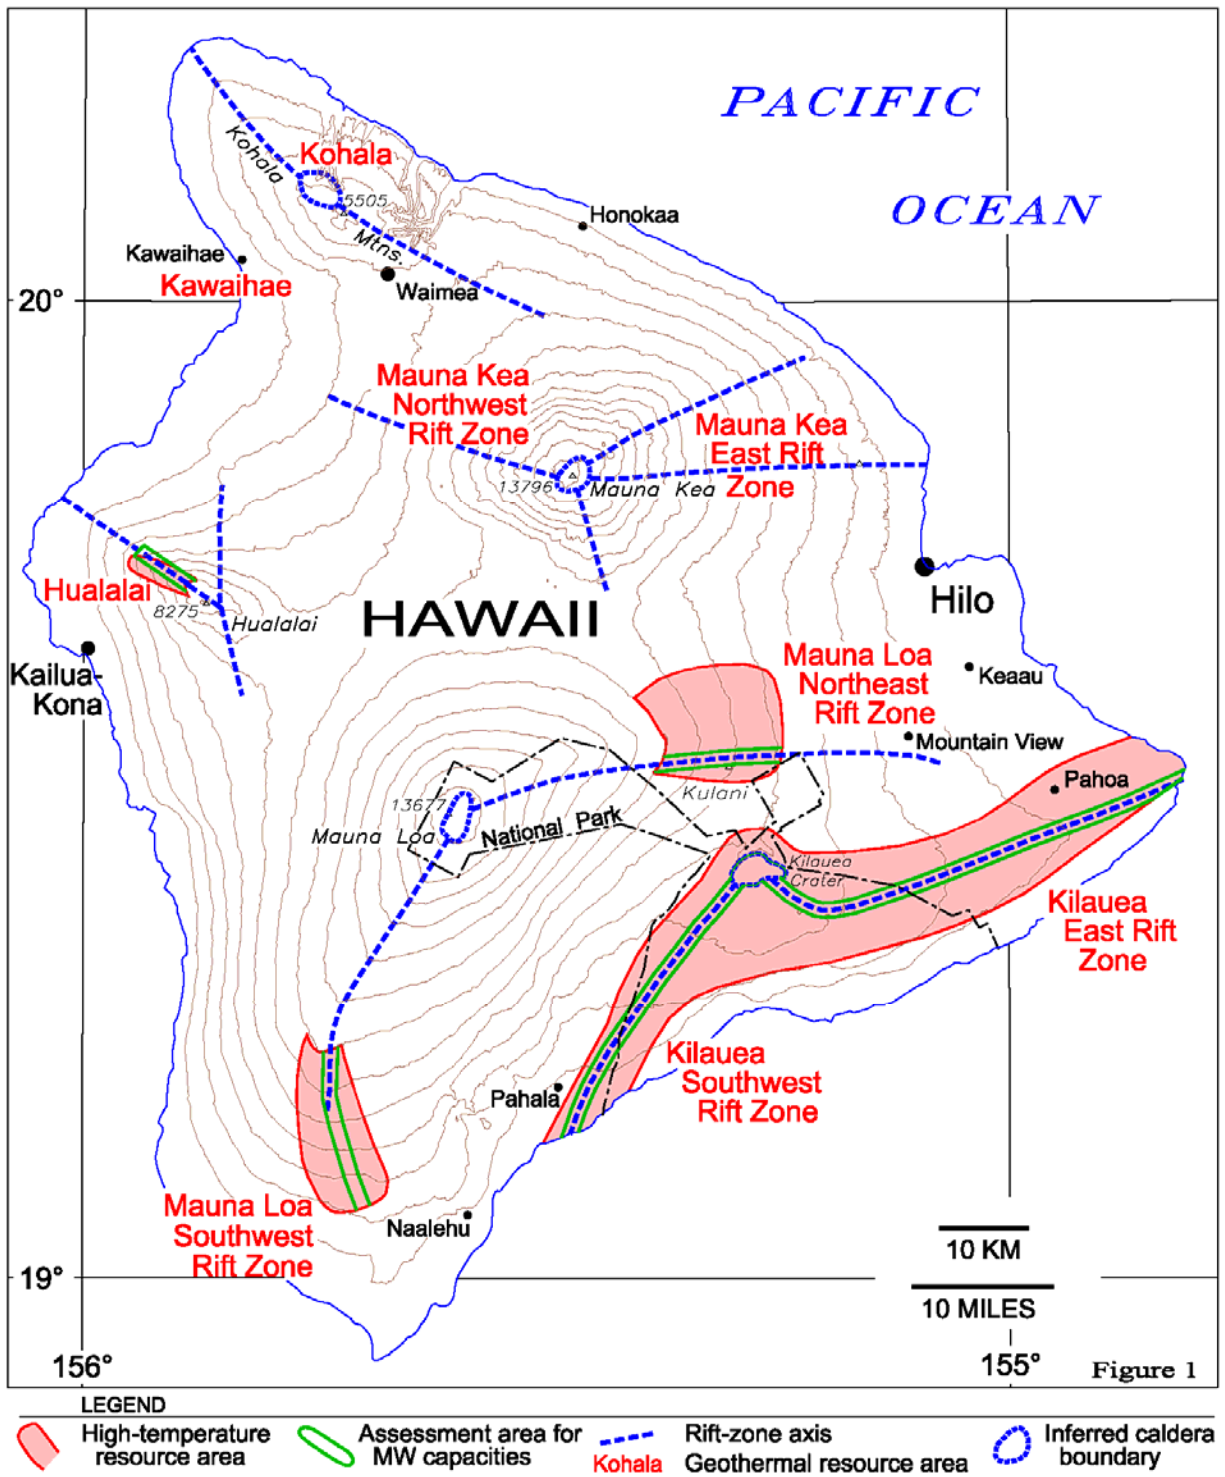 PACIFIC
OCEAN
Kohala
Kohala
5505
Mtns.
Honokaa
Kawaihae
Kawaihae
Waimea
20°
Mauna Kea
Northwest
Rift Zone
Mauna Kea
East Rift
Zone
13796
Mauna Kea
Hualalai
8275
Hualalai
HAWAII
Hilo
Kailua-
Kona
Mauna Loa
Northeast
Rift Zone
Keaau
Mountain View
Kulani
Pahoa
13677
Mauna Loa
National Park
Kilauea
Crater
Kilauea
East Rift
Zone
Kilauea
Southwest
Rift Zone
Pahala
Mauna Loa
Southwest
Rift Zone
Naalehu
10 KM
10 MILES
19°
156°
155°
Figure 1
LEGEND
High-temperature
resource area
Assessment area for
MW capacities
Rift-zone axis
Kohala Geothermal resource area
Inferred caldera
boundary